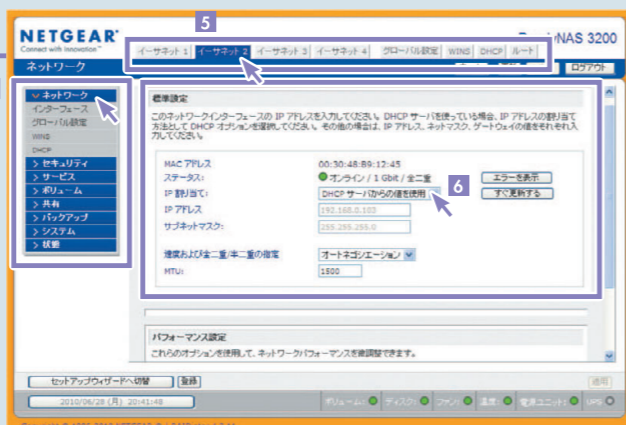 NETGEAR®
Connect with Innovation™
NAS 3200
5
イーサネット 1 イーサネット 2 イーサネット 3 イーサネット 4 グローバル設定 WINS DHCP ルート
ネットワーク
ログアウト
ネットワーク
インターフェース
グローバル設定
WINS
DHCP
> セキュリティ
> サービス
> ボリューム
> 共有
> バックアップ
> システム
> 状態
標準設定
このネットワークインターフェースの IP アドレスを入力してください。 DHCP サーバを使っている場合、IP アドレスの割り当て
方法として DHCP オプションを選択してください。 その他の場合は、IP アドレス、ネットマスク、ゲートウェイの値をそれぞれ入
力してください。
MAC アドレス 00:30:48:B9:12:45
ステータス: オンライン / 1 Gbit / 全二重 エラーを表示
IP 割り当て: DHCP サーバからの値を使用 6 すぐ更新する
IP アドレス 192.168.0.103
サブネットマスク: 255.255.255.0
速度および全二重/半二重の指定 オートネゴシエーション
MTU: 1500
パフォーマンス設定
これらのオプションを使用して、ネットワークパフォーマンスを微調整できます。
セットアップウィザードへ切替 登録 適用
2010/06/28 (月) 20:41:48 ボリューム: ディスク: ファン: 温度: 電源ユニット: UPS